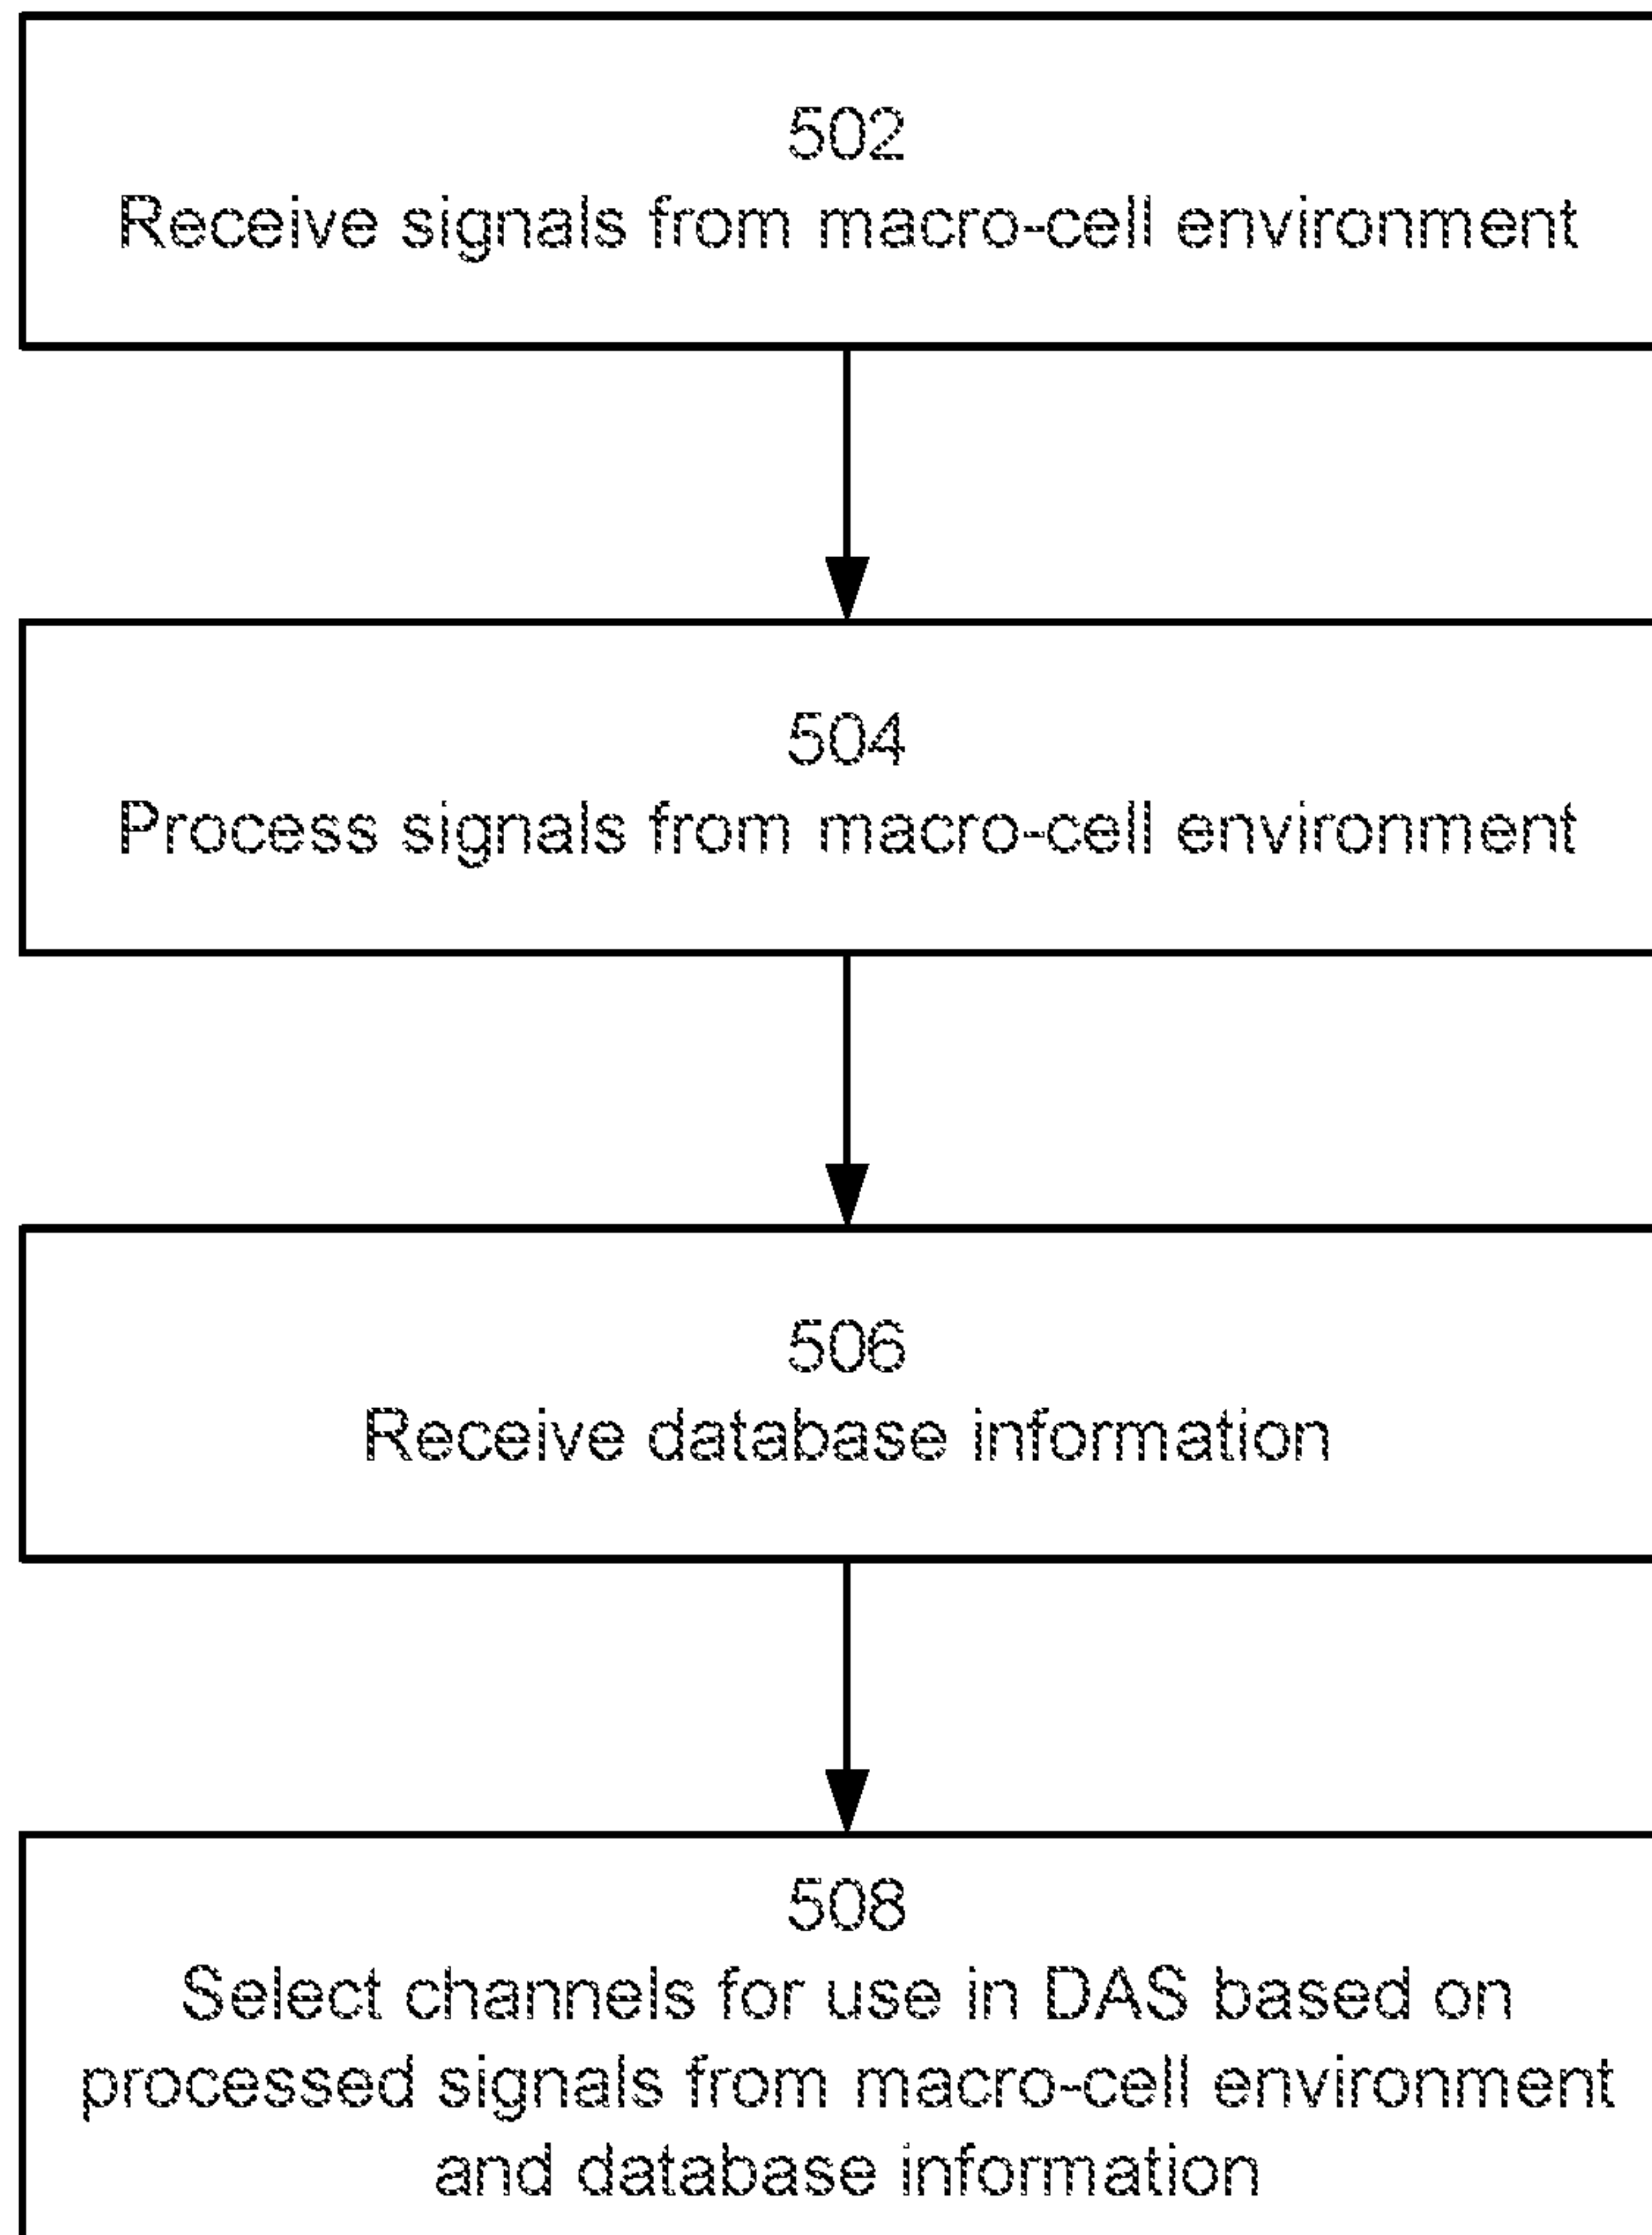 502
Receive signals from macro-cell environment
504
Process signals from macro-cell environment
506
Receive database information
508
Select channels for use in DAS based on
processed signals from macro-cell environment
and database information